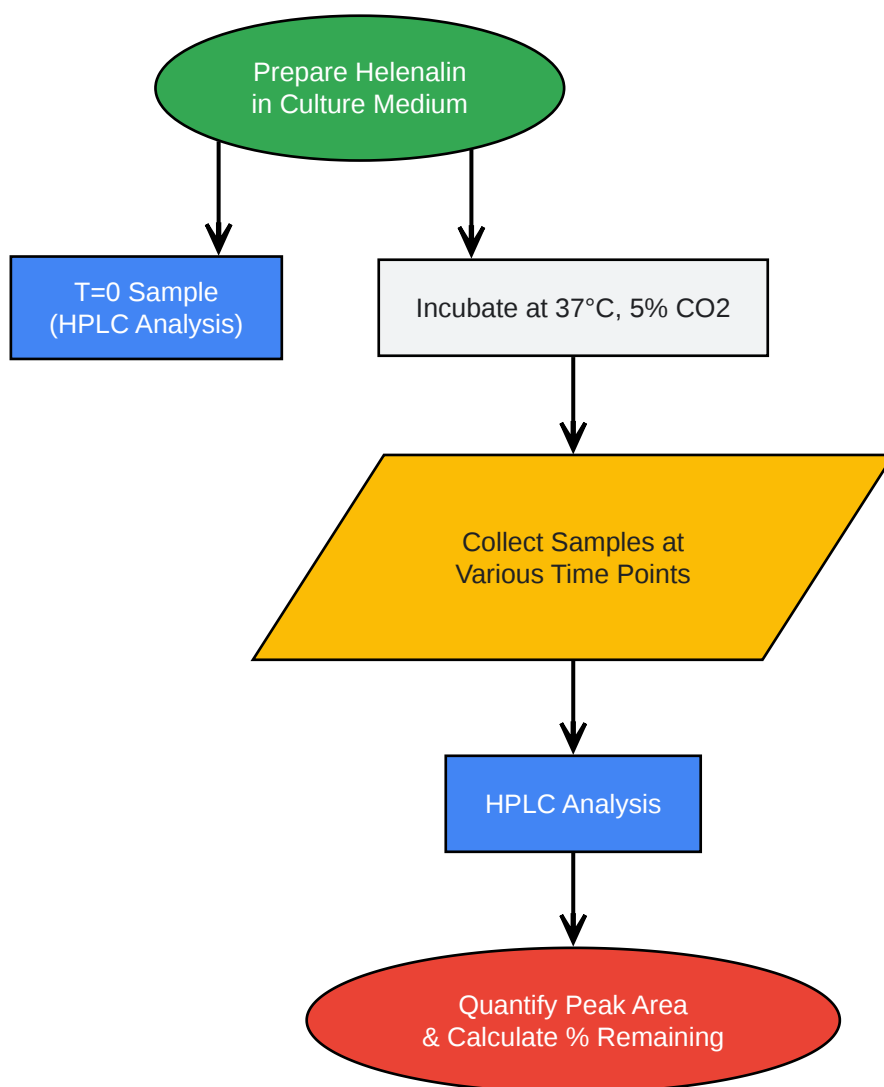 Prepare Helenalin
in Culture Medium
T=0 Sample
(HPLC Analysis)
Incubate at 37°C, 5% CO2
Collect Samples at
Various Time Points
HPLC Analysis
Quantify Peak Area
& Calculate % Remaining